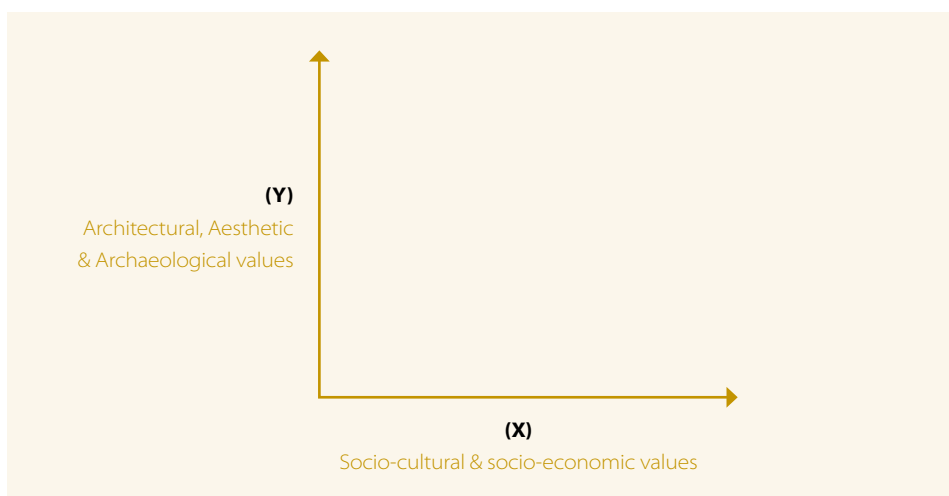 (Y)
Architectural, Aesthetic
& Archaeological values
(X)
Socio-cultural & socio-economic values